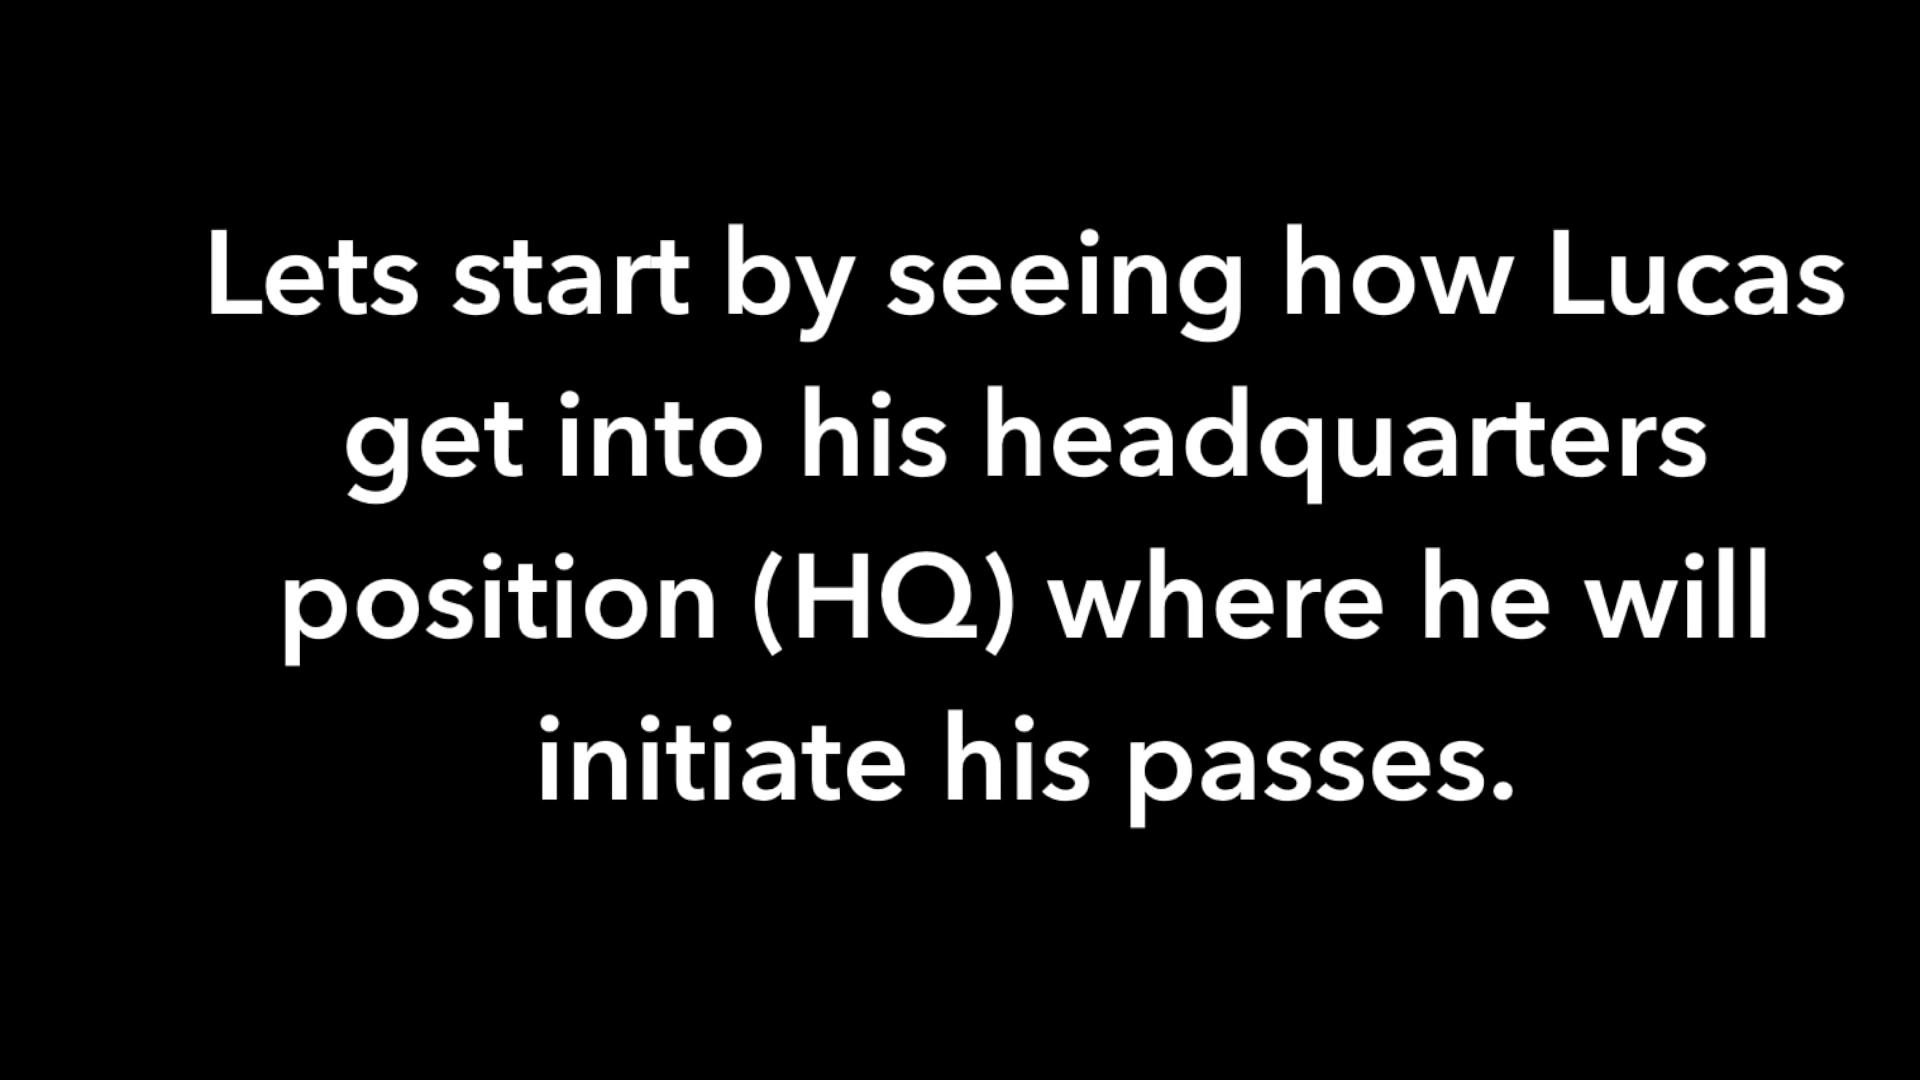 Lets start by seeing how Lucas
get into his headquarters
position (HQ) where he will
initiate his passes.